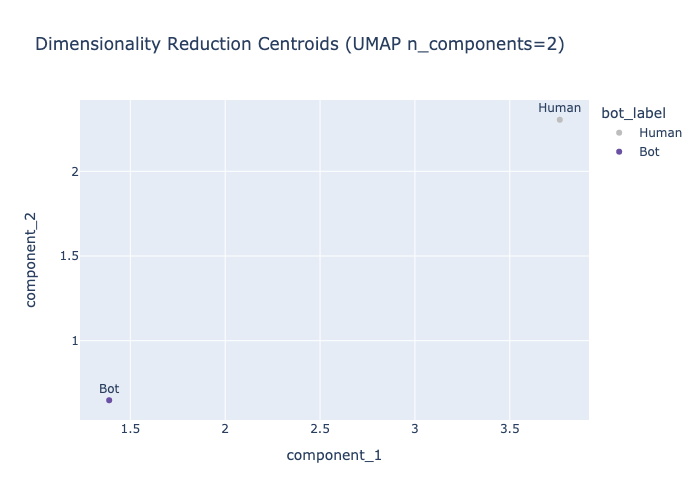 Dimensionality Reduction Centroids (UMAP n_components=2)
Human
bot_label
Human
Bot
2
1.5
1
component_2
Bot
1.5
2
2.5
3
3.5
component_1